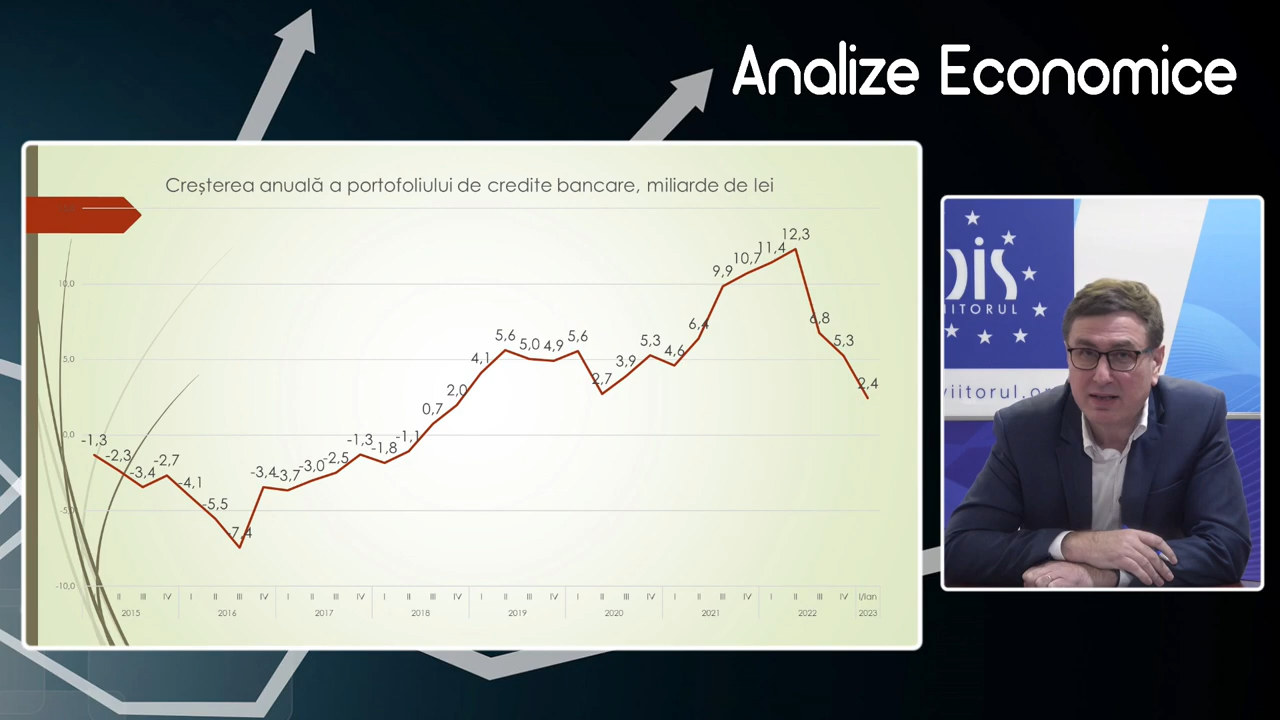 Analize Economice
Creșterea anuală a portofoliului de credite bancare, miliarde de lei
10,0
5,0
0,0
-5,0
-10,0
-1,3 -2,3 -3,4 -2,7 -4,1 -5,5 -7,4 -3,4 -3,7 -3,0 -2,5 -1,3 -1,8 -1,1 0,7 2,0 4,1 5,6 5,0 4,9 5,6 2,7 3,9 5,3 4,6 6,4 9,9 10,7 11,4 12,3 6,8 5,3 2,4
II III IV I II III IV I II III IV I II III IV I II III IV I II III IV I II III IV I II III IV I/Ian
2015 2016 2017 2018 2019 2020 2021 2022 2023
DIS
VIITORUL
viitorul.org